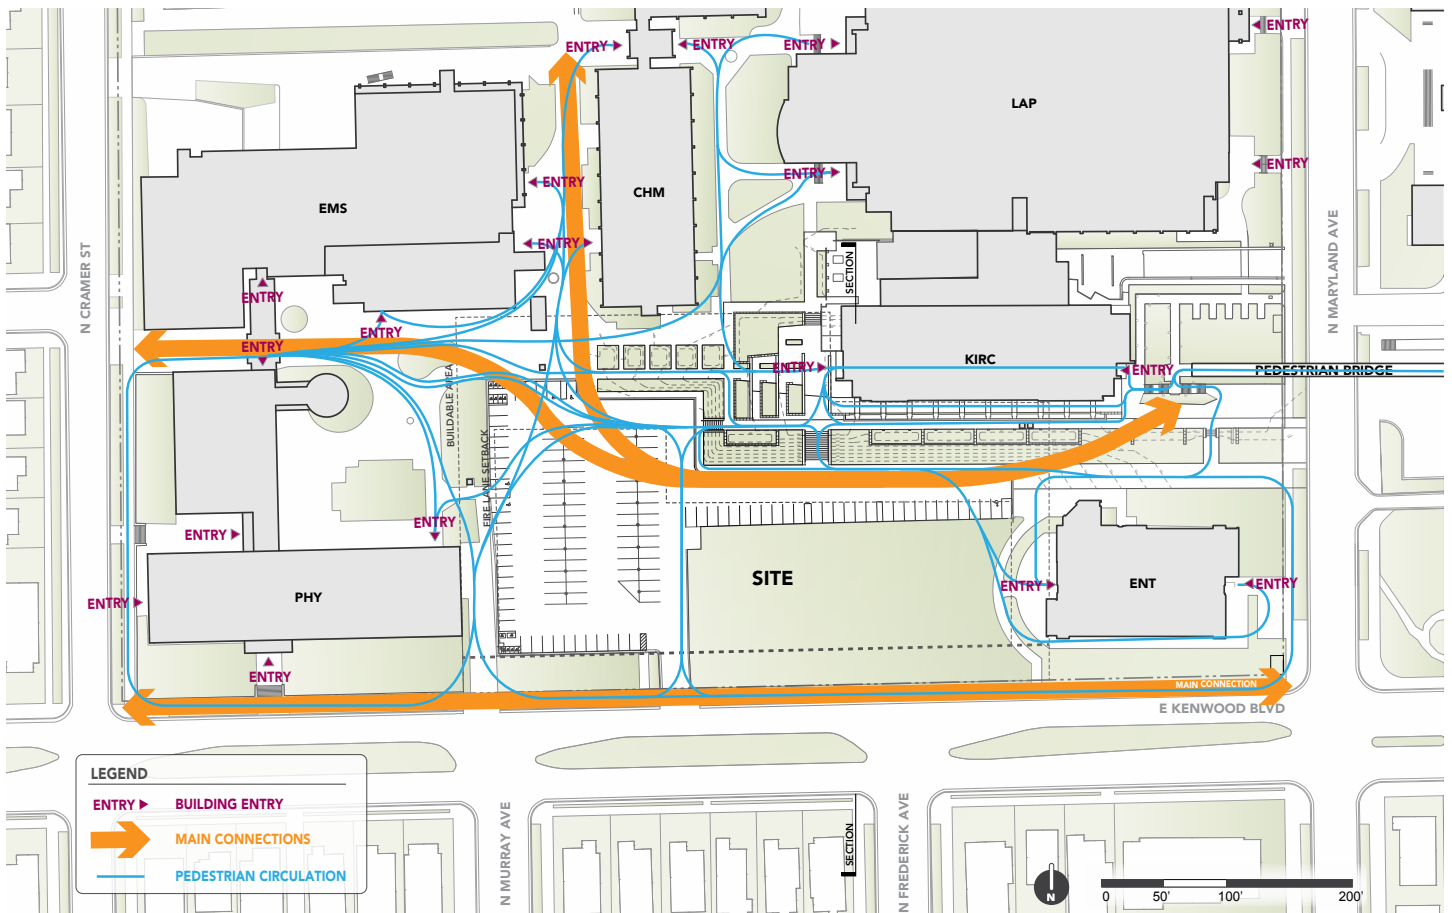 ENTRY
ENTRY
ENTRY
ENTRY
LAP
ENTRY
ENTRY
ENTRY
CHM
EMS
ENTRY
N CRAMER ST
N MARYLAND AVE
SECTION
ENTRY
ENTRY
ENTRY
ENTRY
KIRC
ENTRY
ENTRY
PEDESTRIAN BRIDGE
BUILDABLE AREA
FIRE LANE SETBACK
ENTRY
ENTRY
SITE
ENTRY
ENT
ENTRY
PHY
ENTRY
ENTRY
MAIN CONNECTION
E KENWOOD BLVD
LEGEND
ENTRY BUILDING ENTRY
MAIN CONNECTIONS
PEDESTRIAN CIRCULATION
N MURRAY AVE
SECTION
N FREDERICK AVE
N
0 50' 100' 200'